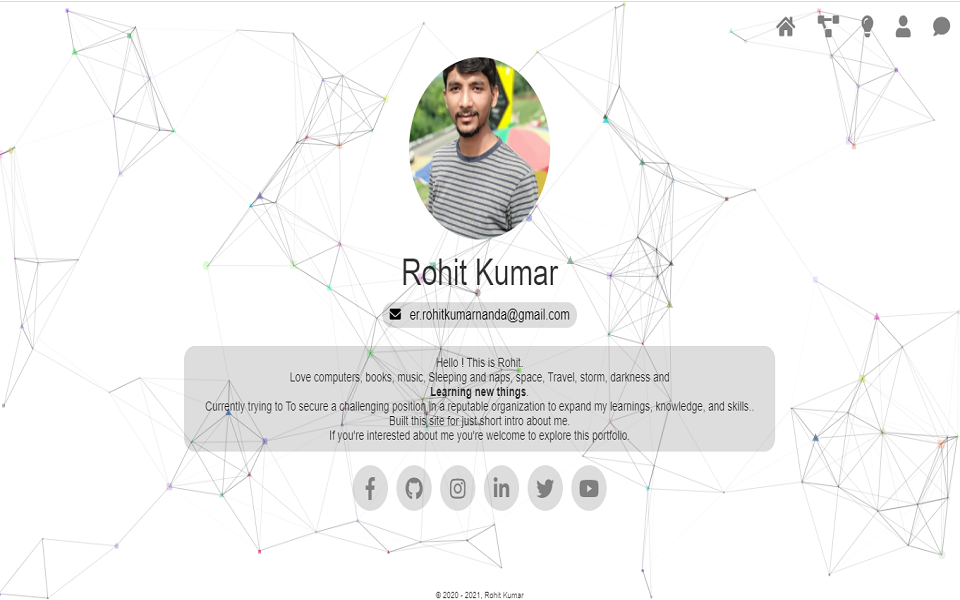 Rohit Kumar
er.rohitkumarnanda@gmail.com
Hello ! This is Rohit.
Love computers, books, music, Sleeping and naps, space, Travel, storm, darkness and
Learning new things.
Currently trying to To secure a challenging position in a reputable organization to expand my learnings, knowledge, and skills..
Built this site for just short intro about me.
If you're interested about me you're welcome to explore this portfolio.
© 2020 - 2021, Rohit Kumar